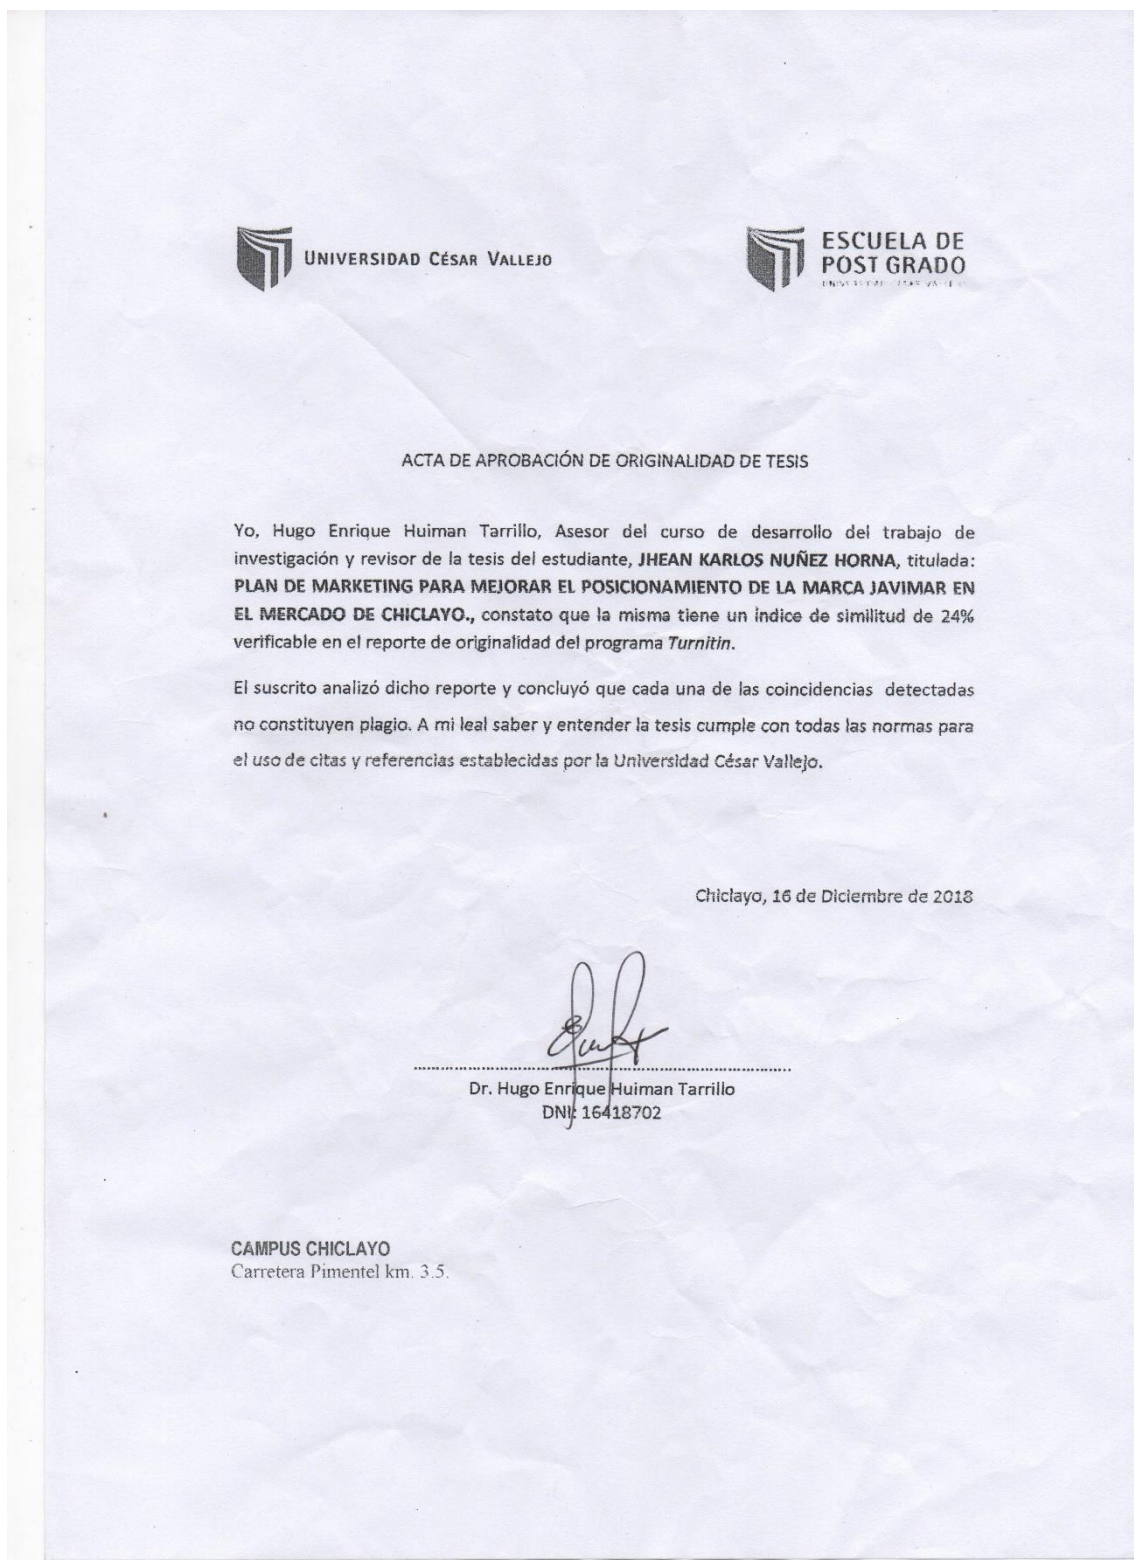 UNIVERSIDAD CÉSAR VALLEJO
ESCUELA DE
POST GRADO
UNIVERSIDAD CÉSAR VALLEJO
ACTA DE APROBACIÓN DE ORIGINALIDAD DE TESIS
Yo, Hugo Enrique Huiman Tarrillo, Asesor del curso de desarrollo del trabajo de
investigación y revisor de la tesis del estudiante, JHEAN KARLOS NUÑEZ HORNA, titulada:
PLAN DE MARKETING PARA MEJORAR EL POSICIONAMIENTO DE LA MARCA JAVIMAR EN
EL MERCADO DE CHICLAYO., constato que la misma tiene un índice de similitud de 24%
verificable en el reporte de originalidad del programa Turnitin.
El suscrito analizó dicho reporte y concluyó que cada una de las coincidencias detectadas
no constituyen plagio. A mi leal saber y entender la tesis cumple con todas las normas para
el uso de citas y referencias establecidas por la Universidad César Vallejo.
Chiclayo, 16 de Diciembre de 2018
Dr. Hugo Enrique Huiman Tarrillo
DNI: 16418702
CAMPUS CHICLAYO
Carretera Pimentel km. 3.5.